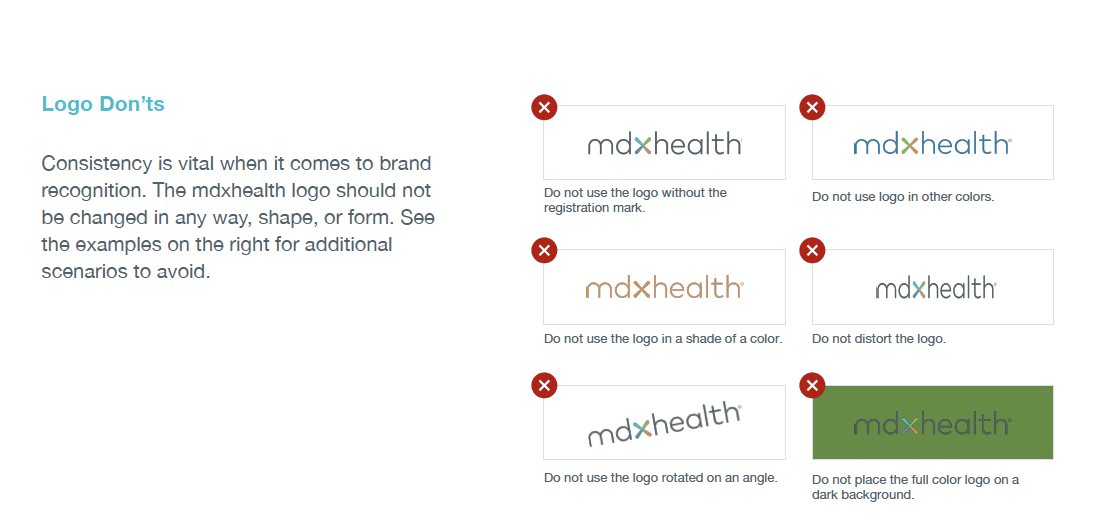 Logo Don’ts
Consistency is vital when it comes to brand
recognition. The mdxhealth logo should not
be changed in any way, shape, or form. See
the examples on the right for additional
scenarios to avoid.
mdxhealth
Do not use the logo without the
registration mark.
mdxhealth®
Do not use logo in other colors.
mdxhealth®
Do not use the logo in a shade of a color.
mdxhealth®
Do not distort the logo.
mdxhealth®
Do not use the logo rotated on an angle.
mdxhealth®
Do not place the full color logo on a
dark background.